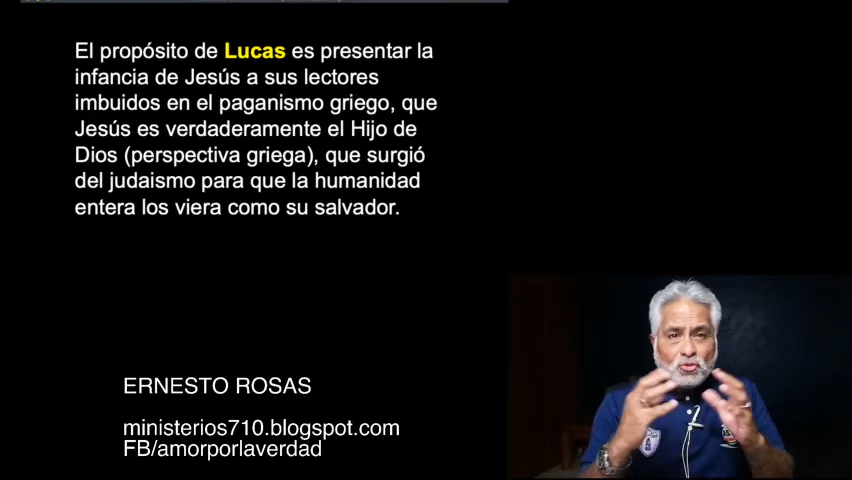 El propósito de Lucas es presentar la
infancia de Jesús a sus lectores
imbuidos en el paganismo griego, que
Jesús es verdaderamente el Hijo de
Dios (perspectiva griega), que surgió
del judaismo para que la humanidad
entera los viera como su salvador.
ERNESTO ROSAS
ministerios710.blogspot.com
FB/amorporlaverdad